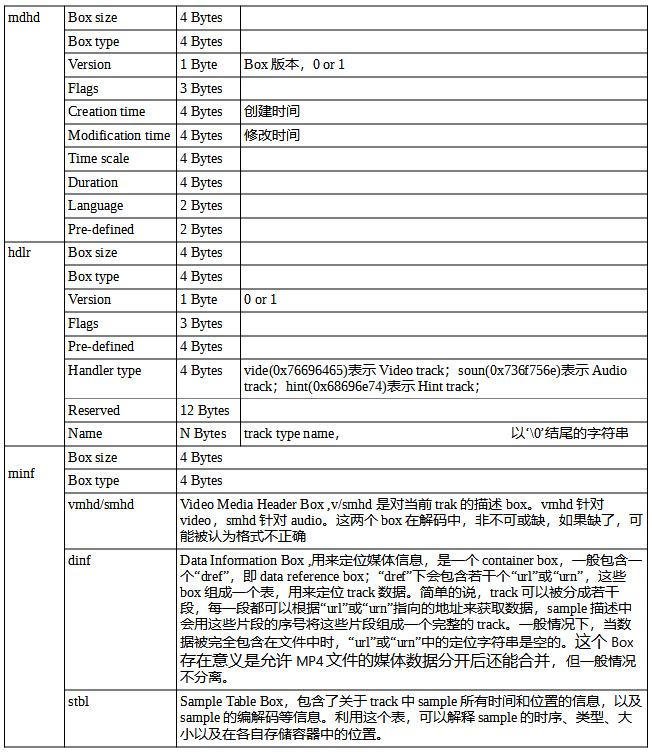 mdhd Box size 4 Bytes
Box type 4 Bytes
Version 1 Byte Box 版本，0 or 1
Flags 3 Bytes
Creation time 4 Bytes 创建时间
Modification time 4 Bytes 修改时间
Time scale 4 Bytes
Duration 4 Bytes
Language 2 Bytes
Pre-defined 2 Bytes
hdlr Box size 4 Bytes
Box type 4 Bytes
Version 1 Byte 0 or 1
Flags 3 Bytes
Pre-defined 4 Bytes
Handler type 4 Bytes vide(0x76696465)表示 Video track；soun(0x736f756e)表示 Audio
track；hint(0x68696e74)表示 Hint track；
Reserved 12 Bytes
Name N Bytes track type name， 以‘\0’结尾的字符串
minf Box size 4 Bytes
Box type 4 Bytes
vmhd/smhd Video Media Header Box ,v/smhd 是对当前 trak 的描述 box。vmhd 针对
video，smhd 针对 audio。这两个 box 在解码中，非不可或缺，如果缺了，可
能被认为格式不正确
dinf Data Information Box ,用来定位媒体信息，是一个 container box，一般包含一
个“dref”，即 data reference box；“dref”下会包含若干个“url”或“urn”，这些
box 组成一个表，用来定位 track 数据。简单的说，track 可以被分成若干
段，每一段都可以根据“url”或“urn”指向的地址来获取数据，sample 描述中
会用这些片段的序号将这些片段组成一个完整的 track。一般情况下，当数
据被完全包含在文件中时，“url”或“urn”中的定位字符串是空的。这个 Box
存在意义是允许 MP4 文件的媒体数据分开后还能合并，但一般情况
不分离。
stbl Sample Table Box，包含了关于 track 中 sample 所有时间和位置的信息，以及
sample 的编解码等信息。利用这个表，可以解释 sample 的时序、类型、大
小以及在各自存储容器中的位置。